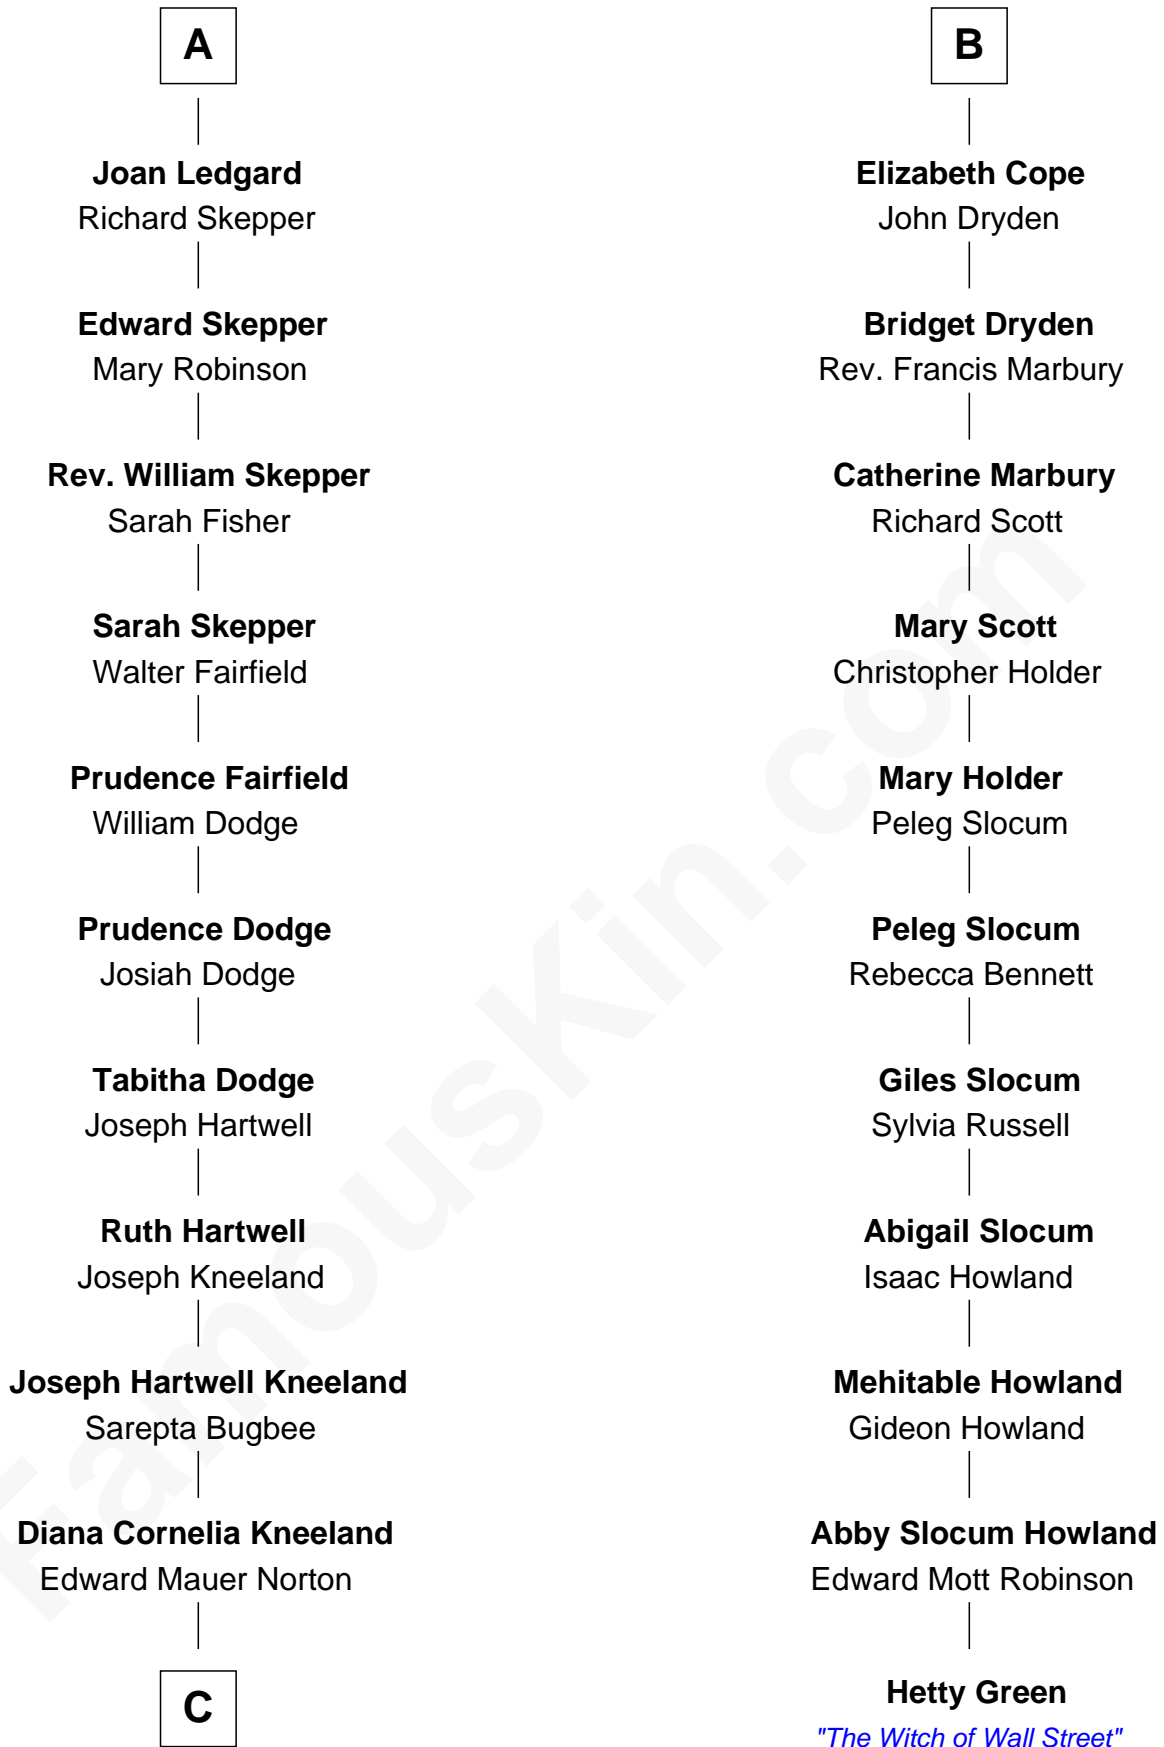 A
Joan Ledgard
Richard Skepper
Edward Skepper
Mary Robinson
Rev. William Skepper
Sarah Fisher
Sarah Skepper
Walter Fairfield
Prudence Fairfield
William Dodge
Prudence Dodge
Josiah Dodge
Tabitha Dodge
Joseph Hartwell
Ruth Hartwell
Joseph Kneeland
Joseph Hartwell Kneeland
Sarepta Bugbee
Diana Cornelia Kneeland
Edward Mauer Norton
C
B
Elizabeth Cope
John Dryden
Bridget Dryden
Rev. Francis Marbury
Catherine Marbury
Richard Scott
Mary Scott
Christopher Holder
Mary Holder
Peleg Slocum
Peleg Slocum
Rebecca Bennett
Giles Slocum
Sylvia Russell
Abigail Slocum
Isaac Howland
Mehitable Howland
Gideon Howland
Abby Slocum Howland
Edward Mott Robinson
Hetty Green
"The Witch of Wall Street"
FamousKin.com